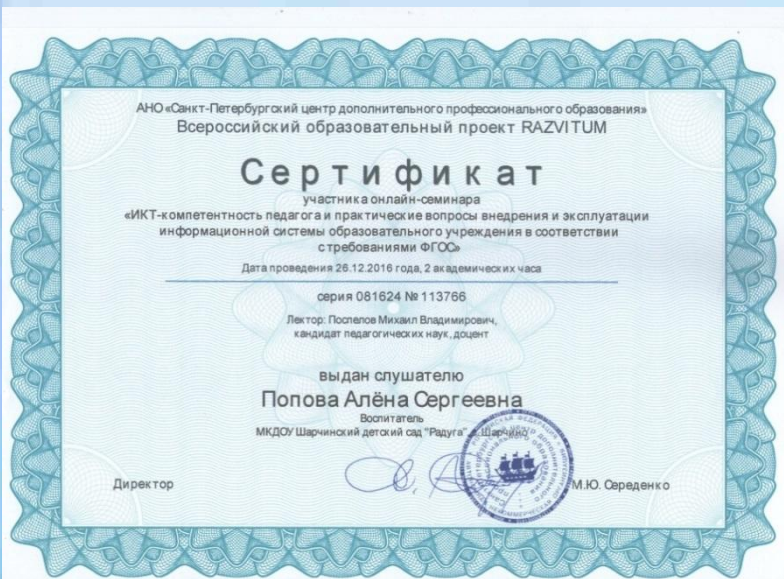 АНО «Санкт-Петербургский центр дополнительного профессионального образования»
Всероссийский образовательный проект RAZVITUM
Сертификат
участника онлайн-семинара
«ИКТ-компетентность педагога и практические вопросы внедрения и эксплуатации
информационной системы образовательного учреждения в соответствии
с требованиями ФГОС»
Дата проведения 26.12.2016 года, 2 академических часа
серия 081624 № 113766
Лектор: Поспелов Михаил Владимирович,
кандидат педагогических наук, доцент
выдан слушателю
Попова Алёна Сергеевна
Воспитатель
МКДОУ Шарчинский детский сад "Радуга" с. Шарчино
Директор
М.Ю. Середенко